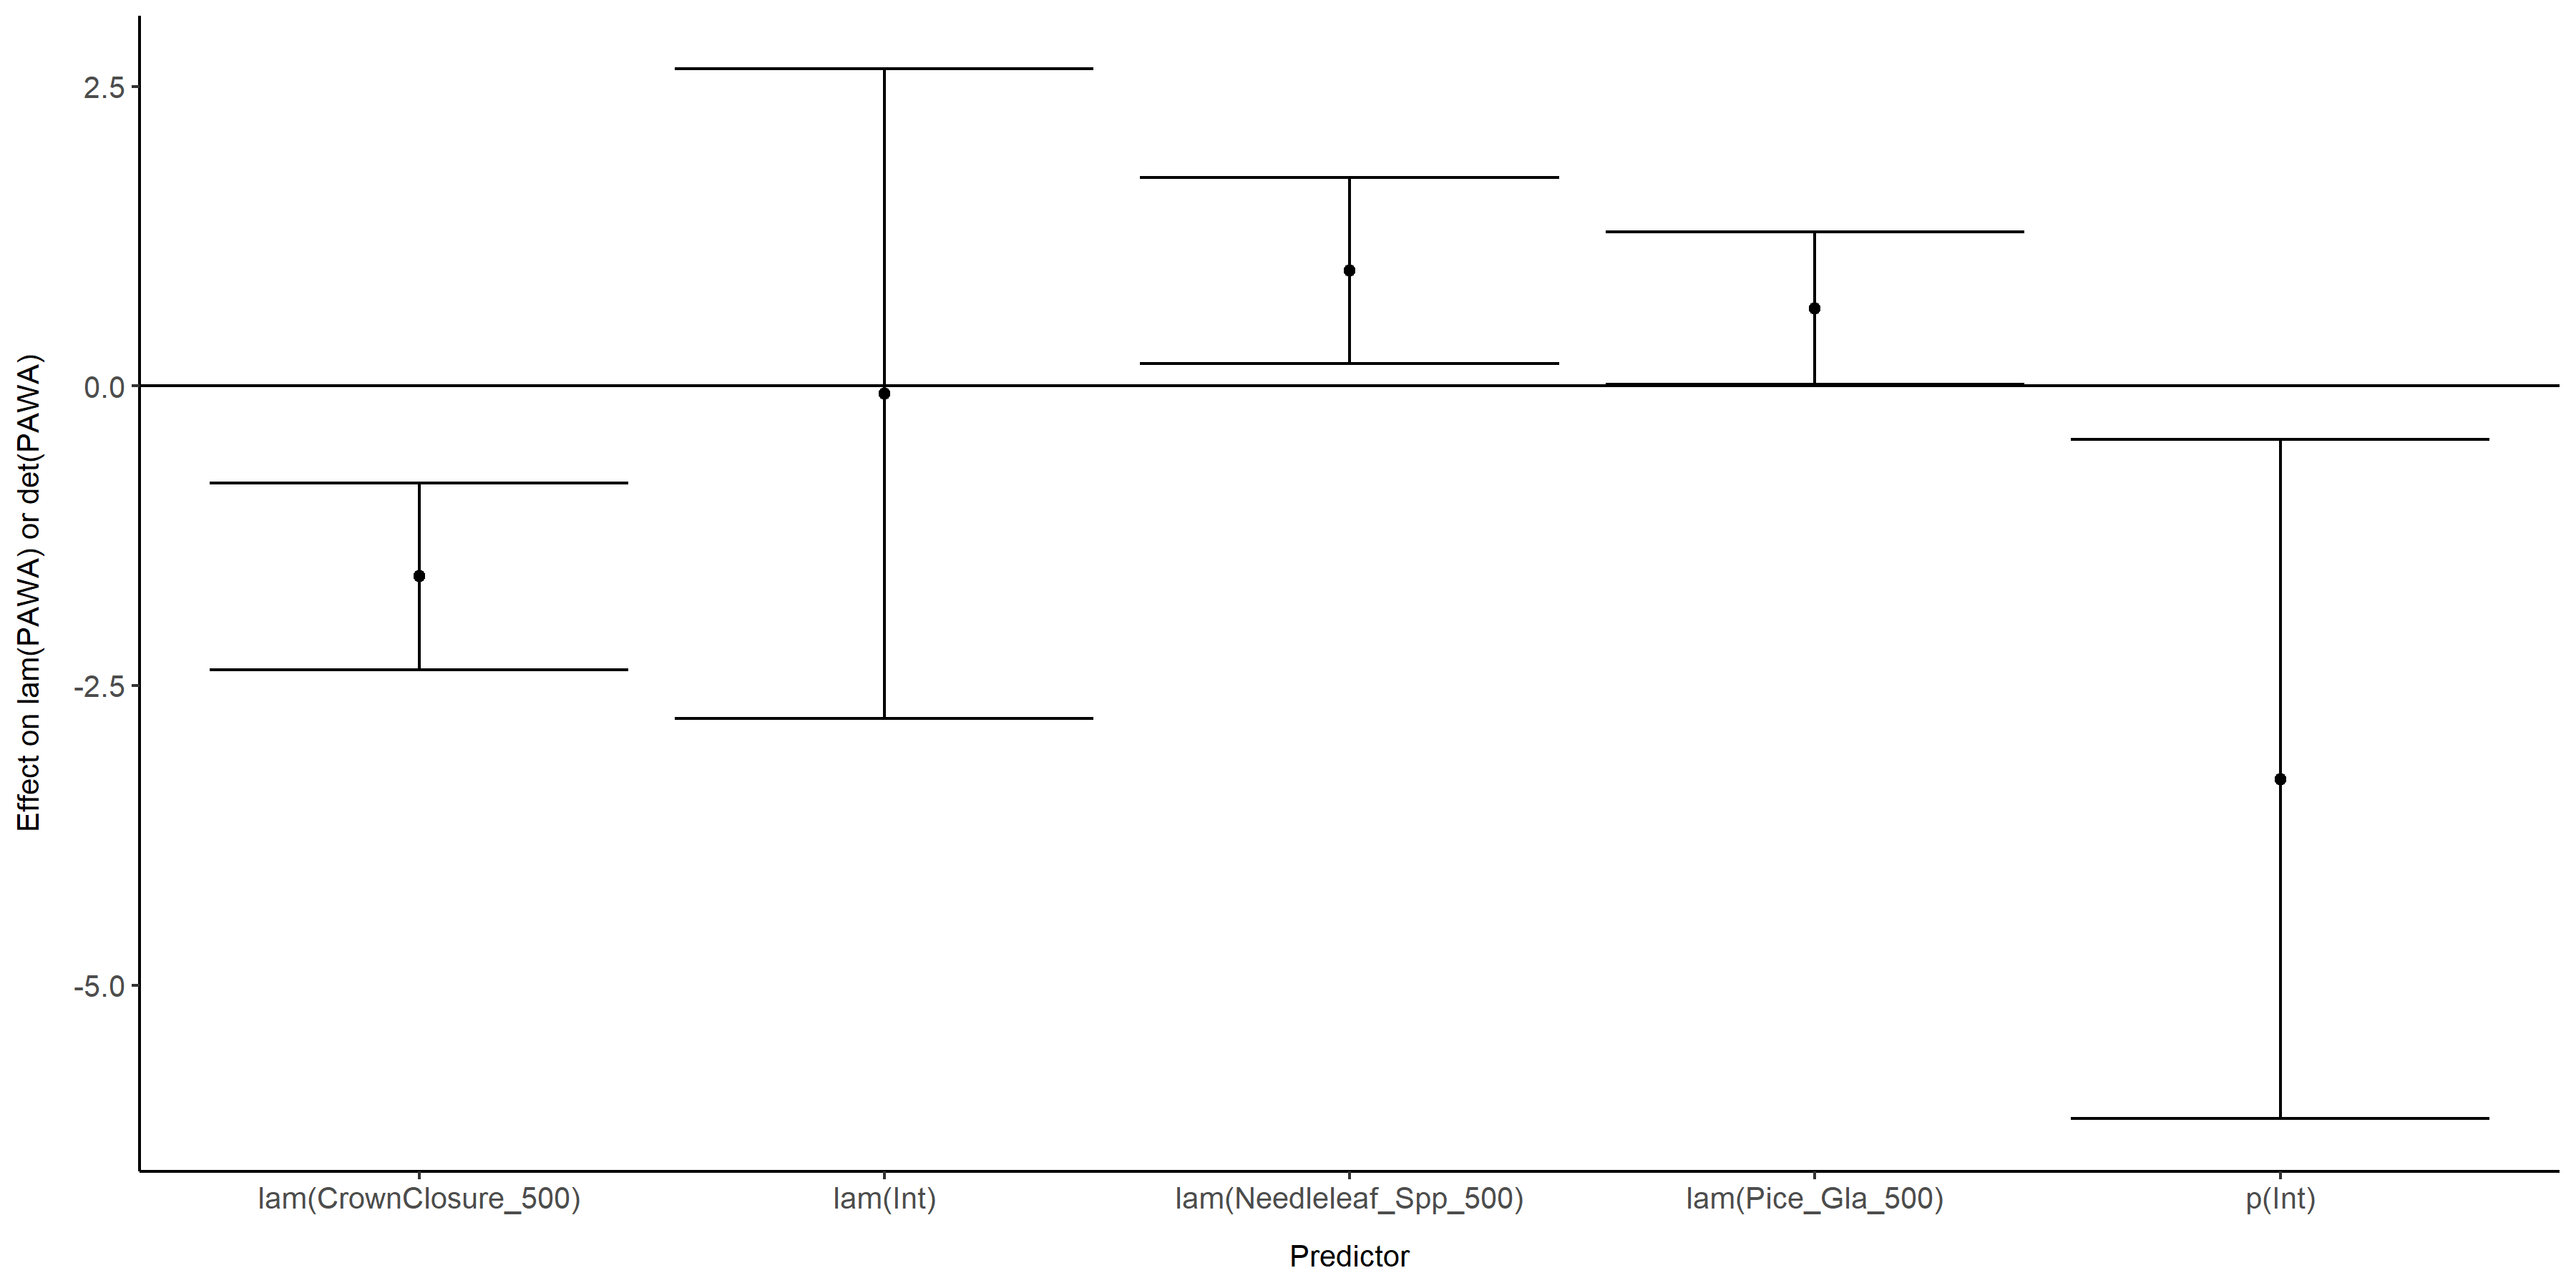 Effect on lam(PAWA) or det(PAWA)
2.5
0.0
-2.5
-5.0
lam(CrownClosure_500)
lam(Int)
lam(Needleleaf_Spp_500)
lam(Pice_Gla_500)
p(Int)
Predictor